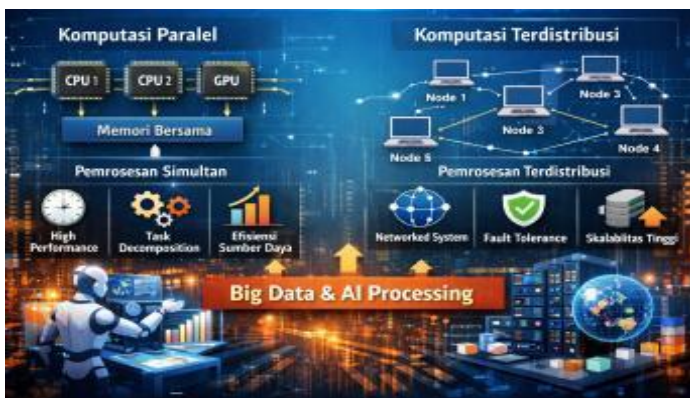 Komputasi Paralel
CPU 1
CPU 2
GPU
Memori Bersama
Pemrosesan Simultan
High
Performance
Task
Decomposition
Efisiensi
Sumber Daya
Komputasi Terdistribusi
Node 1
Node 3
Node 3
Node 4
Node 5
Pemrosesan Terdistribusi
Networked System
Fault Tolerance
Skalablitas Tinggi
Big Data & AI Processing